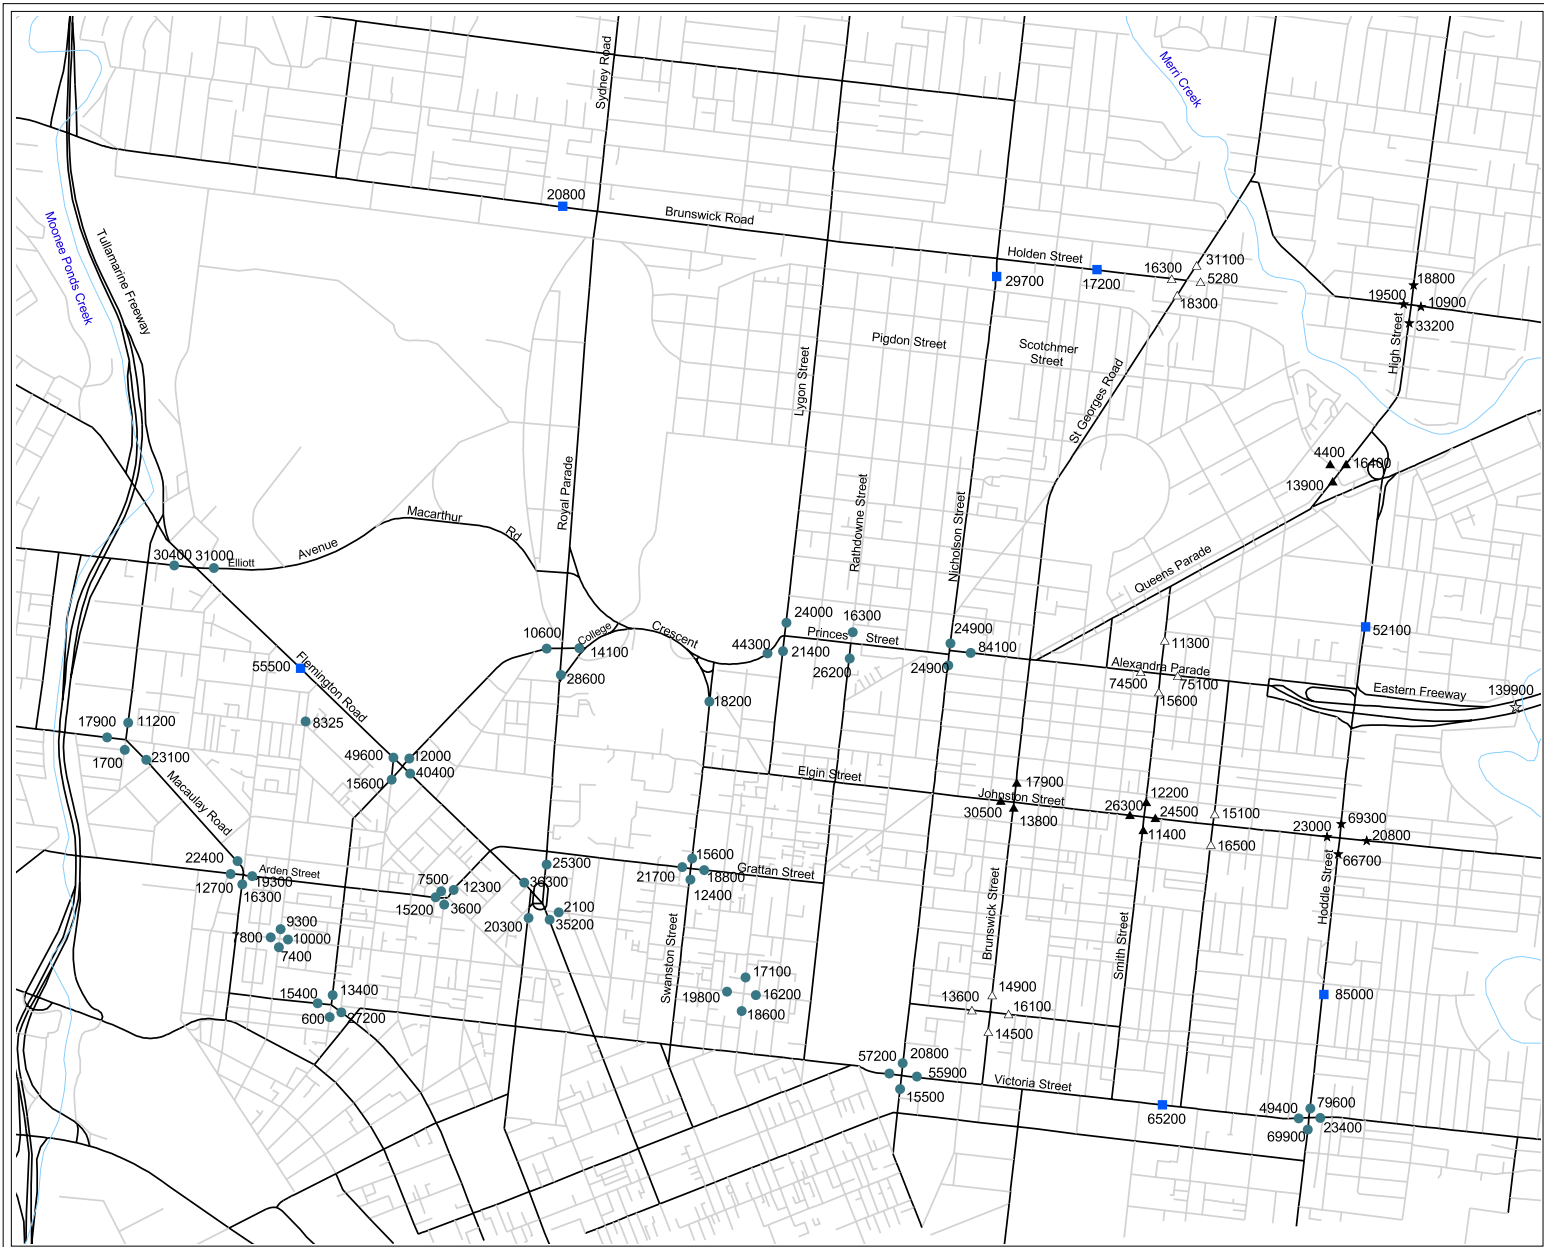 Sydney Road
Merri Creek
20800
Brunswick Road
Moonee Ponds Creek
Tullamarine Freeway
Holden Street
16300
31100
5280
29700
17200
18300
18800
19500
10900
33200
High Street
Pigdon Street
Scotchmer
Street
Lygon Street
St Georges Road
4400
16400
13900
Royal Parade
Rathdowne Street
Nicholson Street
Macarthur
Rd
Avenue
Elliott
30400
31000
Queens Parade
24000
16300
Princes
Street
24900
84100
24900
44300
21400
26200
10600
College
14100
Crescent
28600
18200
11300
52100
Alexandra Parade
74500
75100
15600
Eastern Freeway
139900
55500
Flemington Road
8325
17900
11200
1700
23100
Macaulay Road
49600
12000
40400
15600
Elgin Street
17900
Johnston Street
30500
13800
12200
26300
24500
11400
15100
16500
69300
23000
20800
66700
22400
Arden Street
12700
19300
16300
7500
12300
15200
3600
25300
36300
2100
35200
20300
15600
21700
18800
Grattan Street
12400
Hoddle Street
Brunswick Street
Smith Street
Swanston Street
9300
7800
10000
7400
17100
19800
16200
18600
15400
13400
600
27200
14900
13600
16100
14500
85000
57200
20800
55900
15500
Victoria Street
65200
49400
79600
23400
69900